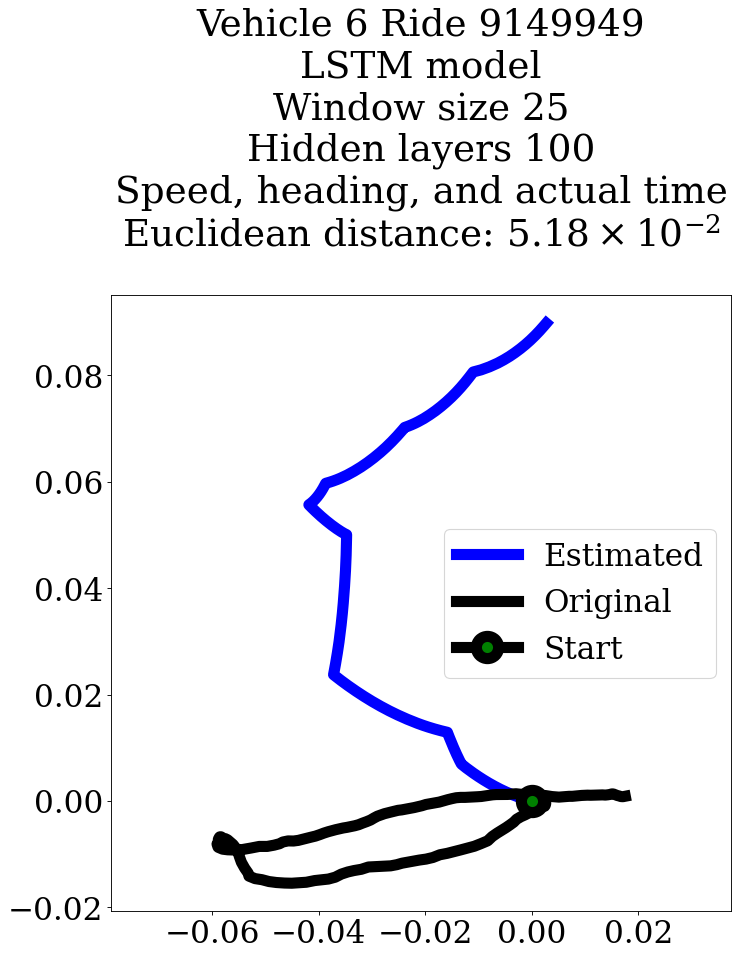 Vehicle 6 Ride 9149949
LSTM model
Window size 25
Hidden layers 100
Speed, heading, and actual time
Euclidean distance: 5.18 × 10⁻²
0.08
0.06
0.04
0.02
0.00
−0.02
Estimated
Original
Start
−0.06 −0.04 −0.02 0.00 0.02